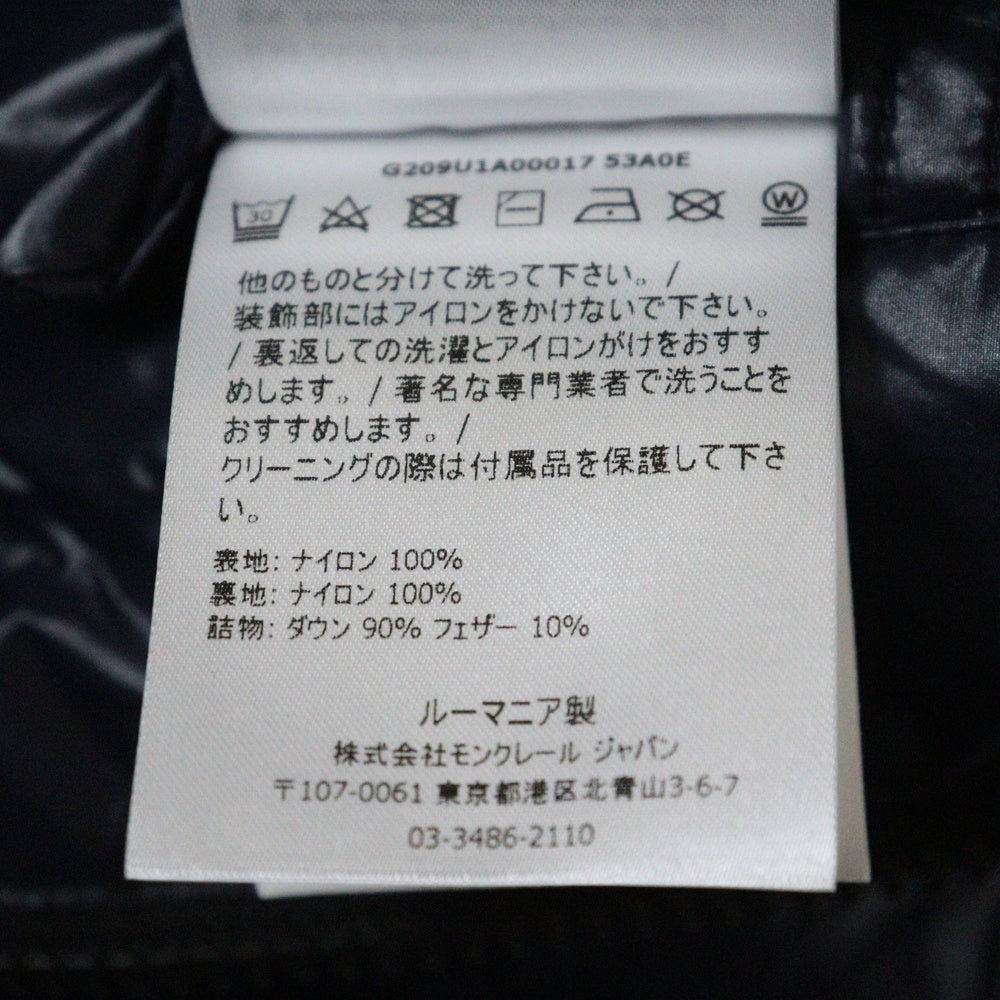 G209U1A00017 53A0E
30
W
他のものと分けて洗って下さい。/
装飾部にはアイロンをかけないで下さい。
/ 裏返しての洗濯とアイロンがけをおすす
めします。/ 著名な専門業者で洗うことを
おすすめします。/
クリーニングの際は付属品を保護して下さ
い。
表地: ナイロン 100%
裏地: ナイロン 100%
詰物: ダウン 90% フェザー 10%
ルーマニア製
株式会社モンクレール ジャパン
〒107-0061 東京都港区北青山3-6-7
03-3486-2110